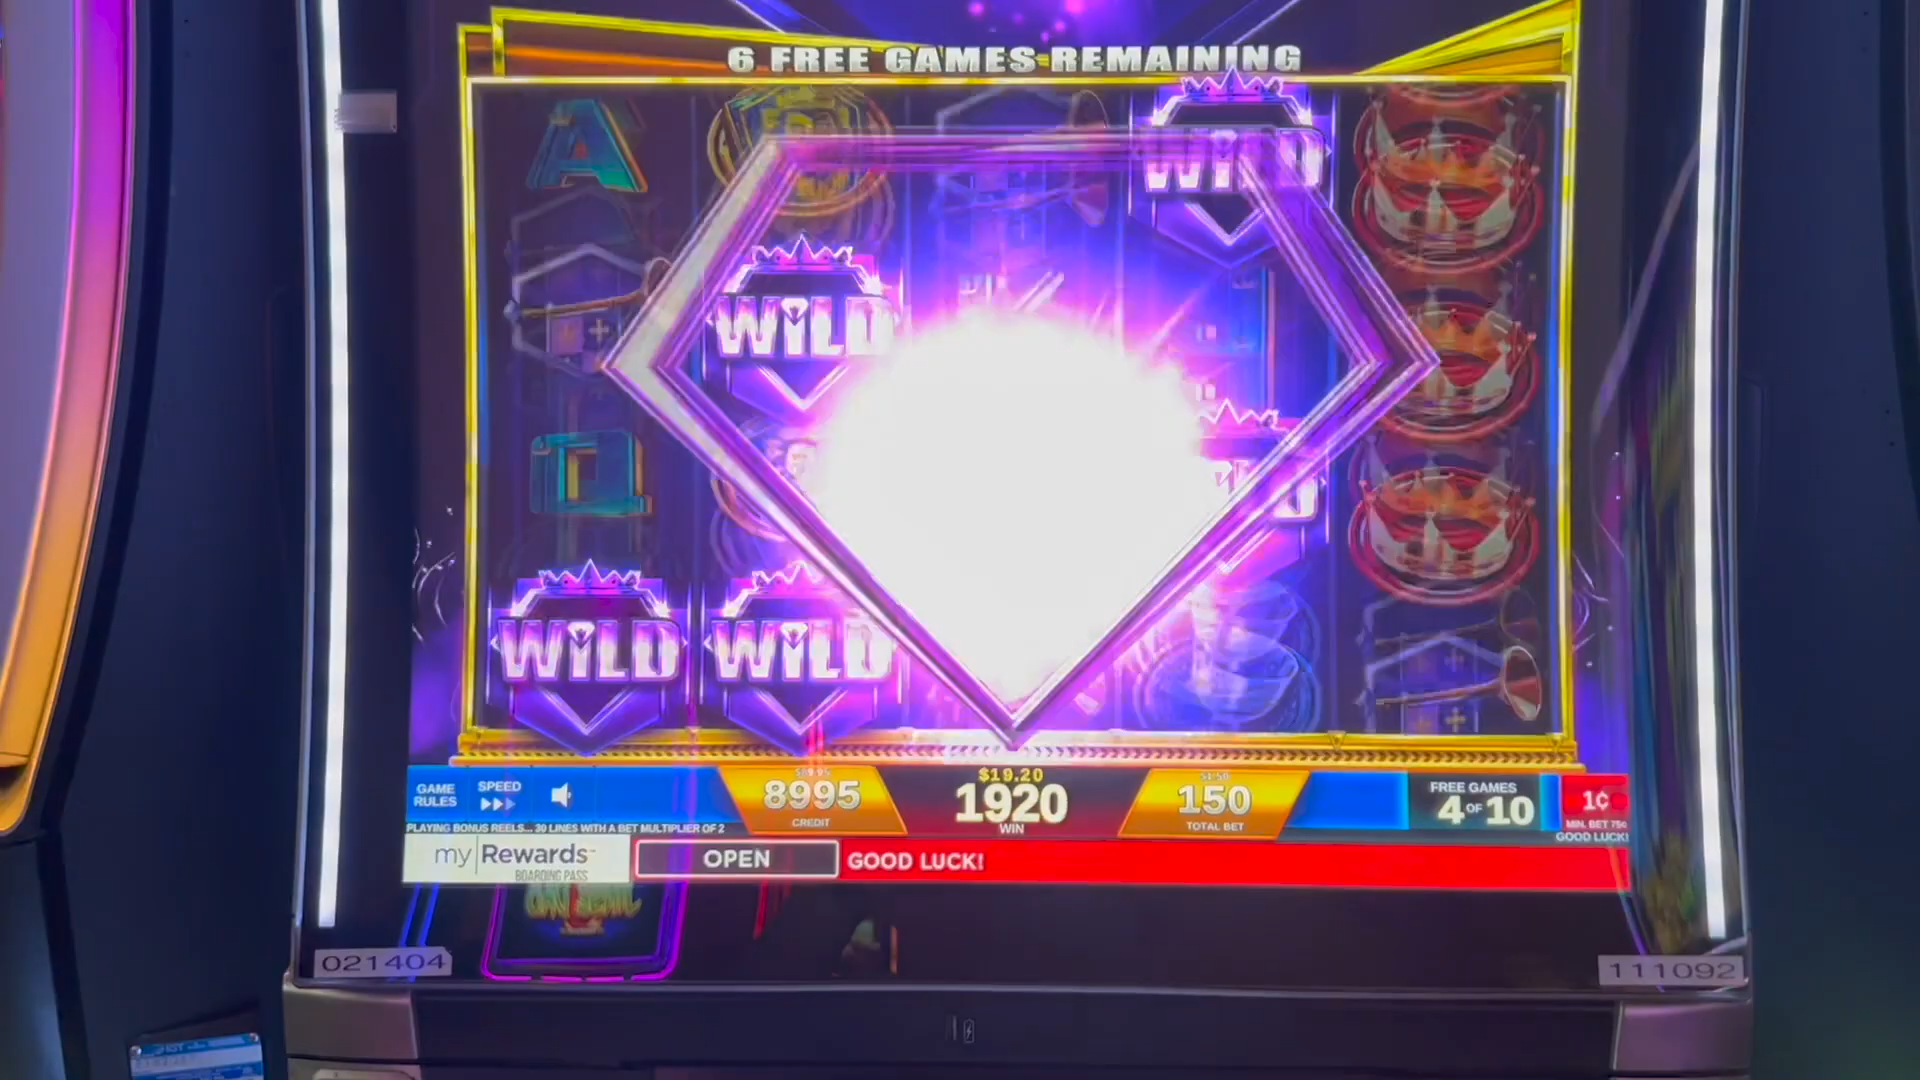 6 FREE GAMES REMAINING
A
WILD
WILD
Q
WILD
WILD
GAME RULES
SPEED
$89.95
8995
CREDIT
$19.20
1920
WIN
$1.50
150
TOTAL BET
FREE GAMES
4 OF 10
1¢
MIN. BET 75¢
GOOD LUCK!
PLAYING BONUS REELS... 30 LINES WITH A BET MULTIPLIER OF 2
my Rewards
BOARDING PASS
OPEN
GOOD LUCK!
021404
111092